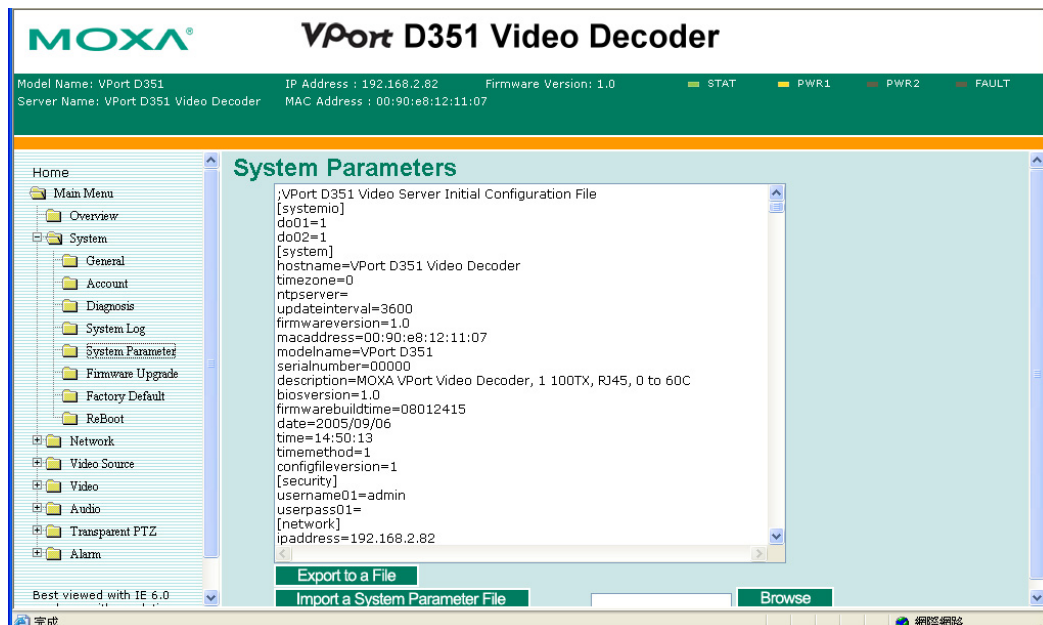 MOXA®
VPort D351 Video Decoder
Model Name: VPort D351
IP Address : 192.168.2.82
Firmware Version: 1.0
STAT
PWR1
PWR2
FAULT
Server Name: VPort D351 Video Decoder
MAC Address : 00:90:e8:12:11:07
Home
Main Menu
Overview
System
General
Account
Diagnosis
System Log
System Parameter
Firmware Upgrade
Factory Default
ReBoot
Network
Video Source
Video
Audio
Transparent PTZ
Alarm
Best viewed with IE 6.0
System Parameters
;VPort D351 Video Server Initial Configuration File
[systemio]
do01=1
do02=1
[system]
hostname=VPort D351 Video Decoder
timezone=0
ntpserver=
updateinterval=3600
firmwareversion=1.0
macaddress=00:90:e8:12:11:07
modelname=VPort D351
serialnumber=00000
description=MOXA VPort Video Decoder, 1 100TX, RJ45, 0 to 60C
biosversion=1.0
firmwarebuildtime=08012415
date=2005/09/06
time=14:50:13
timemethod=1
configfileversion=1
[security]
username01=admin
userpass01=
[network]
ipaddress=192.168.2.82
Export to a File
Import a System Parameter File
Browse
完成
網際網路